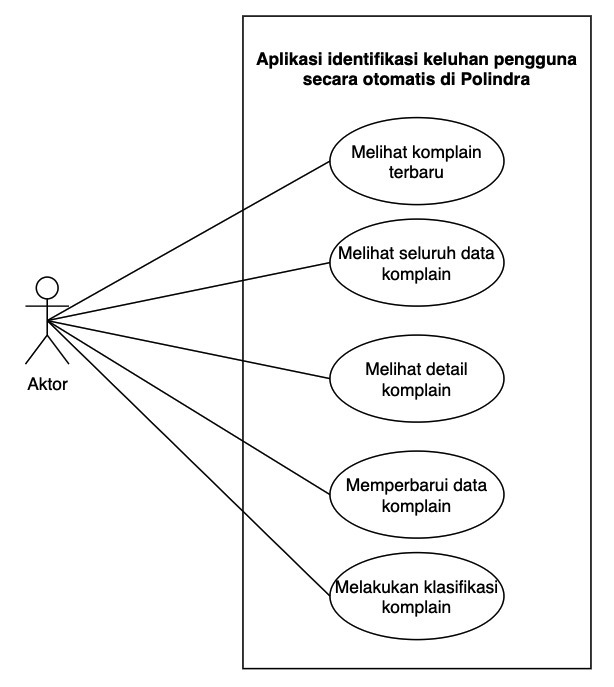 Aplikasi identifikasi keluhan pengguna
secara otomatis di Polindra
Melihat komplain
terbaru
Melihat seluruh data
komplain
Melihat detail
komplain
Aktor
Memperbarui data
komplain
Melakukan klasifikasi
komplain